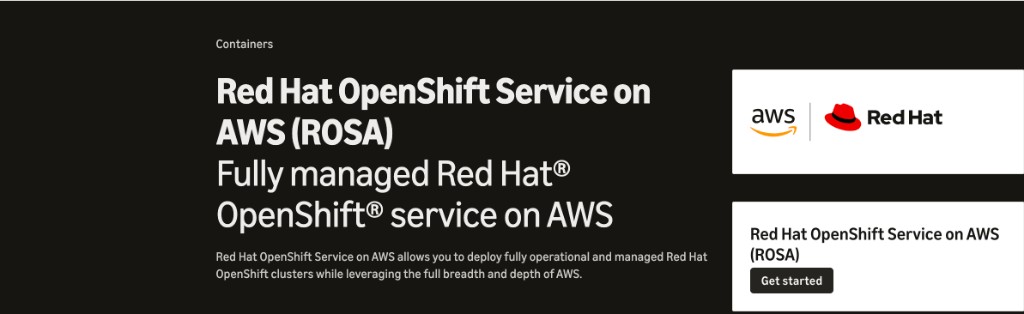 Containers
Red Hat OpenShift Service on
AWS (ROSA)
Fully managed Red Hat®
OpenShift® service on AWS
Red Hat OpenShift Service on AWS allows you to deploy fully operational and managed Red Hat
OpenShift clusters while leveraging the full breadth and depth of AWS.
aws | Red Hat
Red Hat OpenShift Service on AWS
(ROSA)
Get started